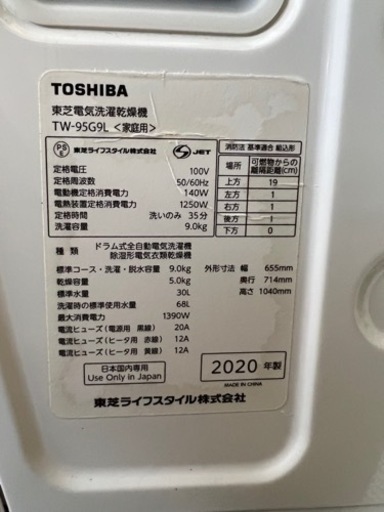 TOSHIBA
東芝電気洗濯乾燥機
TW-95G9L <家庭用>
PS E 東芝ライフスタイル株式会社 S JET
定格電圧 100V
定格周波数 50/60Hz
電動機定格消費電力 140W
電熱装置定格消費電力 1250W
洗いのみ 35分
洗濯容量 9.0kg
消防法 基準適合 組込形
場所 可燃物からの離隔距離(cm)
上方 19
左方 1
右方 1
後方 1
下方 0
種類 ドラム式全自動電気洗濯機
除湿形電気衣類乾燥機
標準コース・洗濯・脱水容量 9.0kg
乾燥容量 5.0kg
標準水量 30L
洗濯時の標準使用水量 68L
最大消費電力 1390W
電流ヒューズ(電源用 黒線) 20A
電流ヒューズ(ヒータ用 赤線) 12A
電流ヒューズ(ヒータ用 黄線) 12A
外形寸法 幅 655mm
奥行 714mm
高さ 1040mm
日本国内専用
Use Only in Japan
2020 年製
MADE IN CHINA
東芝ライフスタイル株式会社